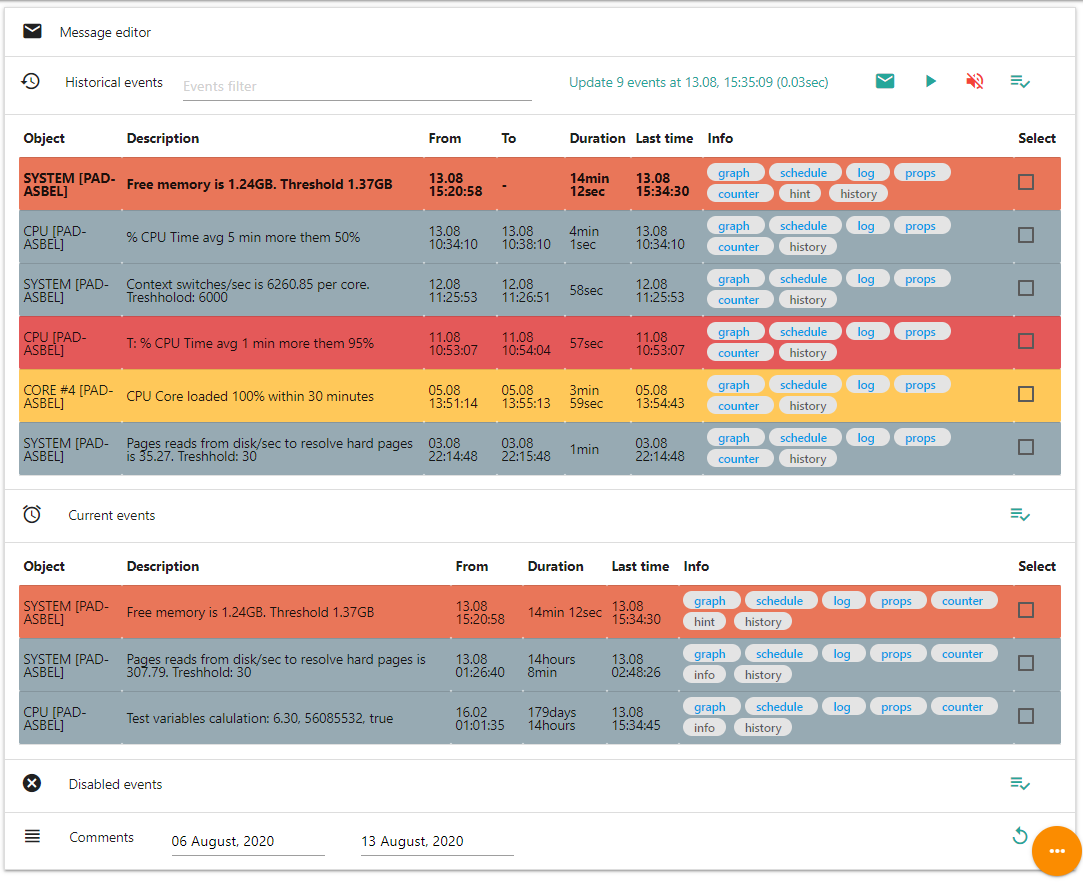 Message editor
Historical events Events filter Update 9 events at 13.08, 15:35:09 (0.03sec)
Object Description From To Duration Last time Info Select
SYSTEM [PAD-
ASBEL] Free memory is 1.24GB. Threshold 1.37GB 13.08
15:20:58 - 14min
12sec 13.08
15:34:30 graph schedule log props
counter hint history
CPU [PAD-
ASBEL] % CPU Time avg 5 min more them 50% 13.08
10:34:10 13.08
10:38:10 4min
1sec 13.08
10:34:10 graph schedule log props
counter history
SYSTEM [PAD-
ASBEL] Context switches/sec is 6260.85 per core.
Treshholod: 6000 12.08
11:25:53 12.08
11:26:51 58sec 12.08
11:25:53 graph schedule log props
counter history
CPU [PAD-
ASBEL] T: % CPU Time avg 1 min more them 95% 11.08
10:53:07 11.08
10:54:04 57sec 11.08
10:53:07 graph schedule log props
counter history
CORE #4 [PAD-
ASBEL] CPU Core loaded 100% within 30 minutes 05.08
13:51:14 05.08
13:55:13 3min
59sec 05.08
13:54:43 graph schedule log props
counter history
SYSTEM [PAD-
ASBEL] Pages reads from disk/sec to resolve hard pages
is 35.27. Treshhold: 30 03.08
22:14:48 03.08
22:15:48 1min 03.08
22:14:48 graph schedule log props
counter history
Current events
Object Description From Duration Last time Info Select
SYSTEM [PAD-
ASBEL] Free memory is 1.24GB. Threshold 1.37GB 13.08
15:20:58 14min 12sec 13.08
15:34:30 graph schedule log props counter
hint history
SYSTEM [PAD-
ASBEL] Pages reads from disk/sec to resolve hard pages is
307.79. Treshhold: 30 13.08
01:26:40 14hours
8min 13.08
02:48:26 graph schedule log props counter
info history
CPU [PAD-
ASBEL] Test variables calulation: 6.30, 56085532, true 16.02
01:01:35 179days
14hours 13.08
15:34:45 graph schedule log props counter
info history
Disabled events
Comments 06 August, 2020 13 August, 2020